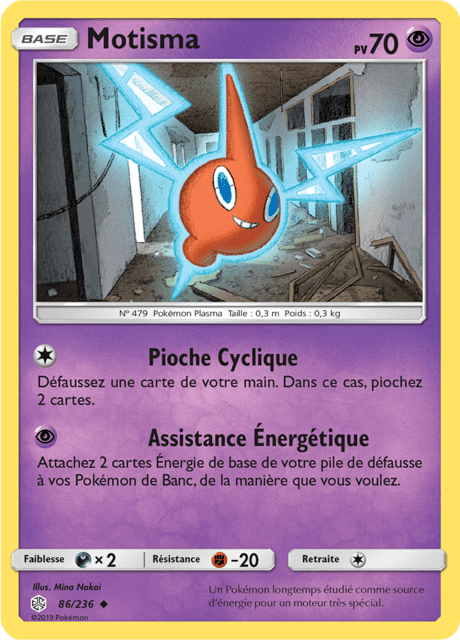 BASE
Motisma
PV70
N° 479 Pokémon Plasma Taille : 0,3 m Poids : 0,3 kg
Pioche Cyclique
Défaussez une carte de votre main. Dans ce cas, piochez
2 cartes.
Assistance Énergétique
Attachez 2 cartes Énergie de base de votre pile de défausse
à vos Pokémon de Banc, de la manière que vous voulez.
Faiblesse ×2 Résistance -20 Retraite
Illus. Mina Nakai
86/236
©2019 Pokémon
Un Pokémon longtemps étudié comme source
d'énergie pour un moteur très spécial.